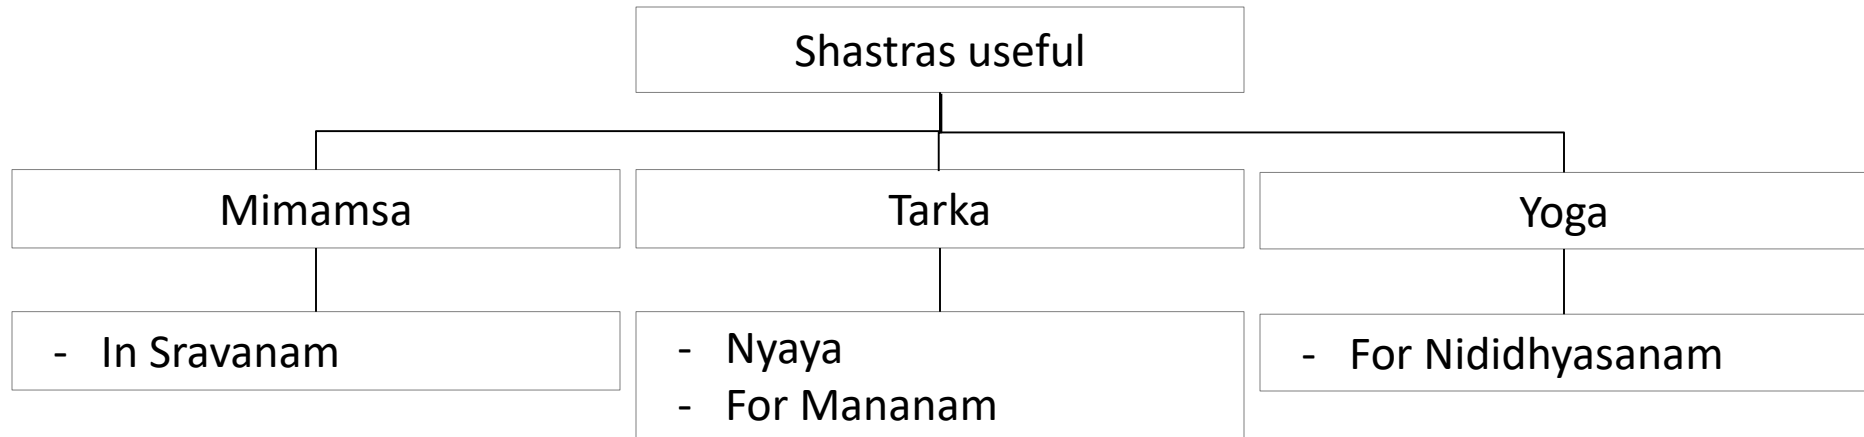 Shastras useful
Mimamsa
Tarka
Yoga
- In Sravanam
- Nyaya
- For Mananam
- For Nididhyasanam